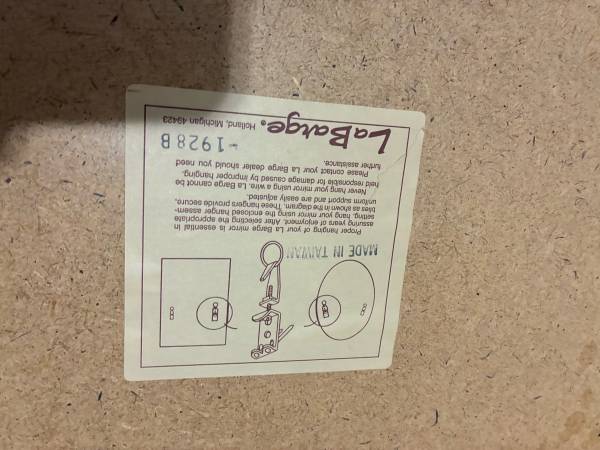 MADE IN TAIWAN
Proper hanging of your La Barge mirror is essential in
assuring years of enjoyment. After selecting the appropriate
setting, hang your mirror using the enclosed hanger assem-
blies as shown in the diagram. These hangers provide secure,
uniform support and are easily adjusted.
Never hang your mirror using a wire. La Barge cannot be
held responsible for damage caused by improper hanging.
Please contact your La Barge dealer should you need
further assistance.
- 1928 B
LaBarge. Holland, Michigan 49423